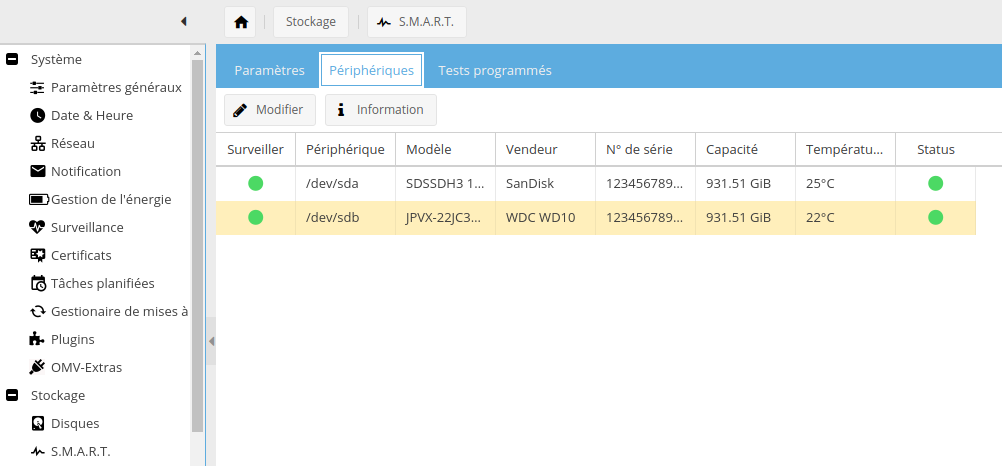 Stockage
S.M.A.R.T.
Système
Paramètres généraux
Date & Heure
Réseau
Notification
Gestion de l'énergie
Surveillance
Certificats
Tâches planifiées
Gestionaire de mises à
Plugins
OMV-Extras
Stockage
Disques
S.M.A.R.T.
Paramètres Périphériques Tests programmés
Modifier Information
Surveiller Périphérique Modèle Vendeur N° de série Capacité Températu... Status
/dev/sda SDSSDH3 1... SanDisk 123456789... 931.51 GiB 25°C
/dev/sdb JPVX-22JC3... WDC WD10 123456789... 931.51 GiB 22°C